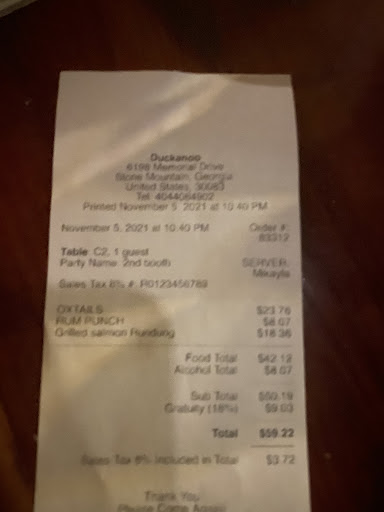 Duckanoo
6198 Memorial Drive
Stone Mountain, Georgia
United States, 30083
Tel: 4044064902
Printed November 5, 2021 at 10:40 PM
November 5, 2021 at 10:40 PM Order #:
83312
Table: C2, 1 guest
Party Name: 2nd booth SERVER:
Mikayla
Sales Tax 6% #: R0123456789
OXTAILS $23.76
RUM PUNCH $8.07
Grilled salmon Rundung $18.36
Food Total $42.12
Alcohol Total $8.07
Sub Total $50.19
Gratuity (18%) $9.03
Total $59.22
Sales Tax 6% Included in Total $3.72
Thank You
Please Come Again!